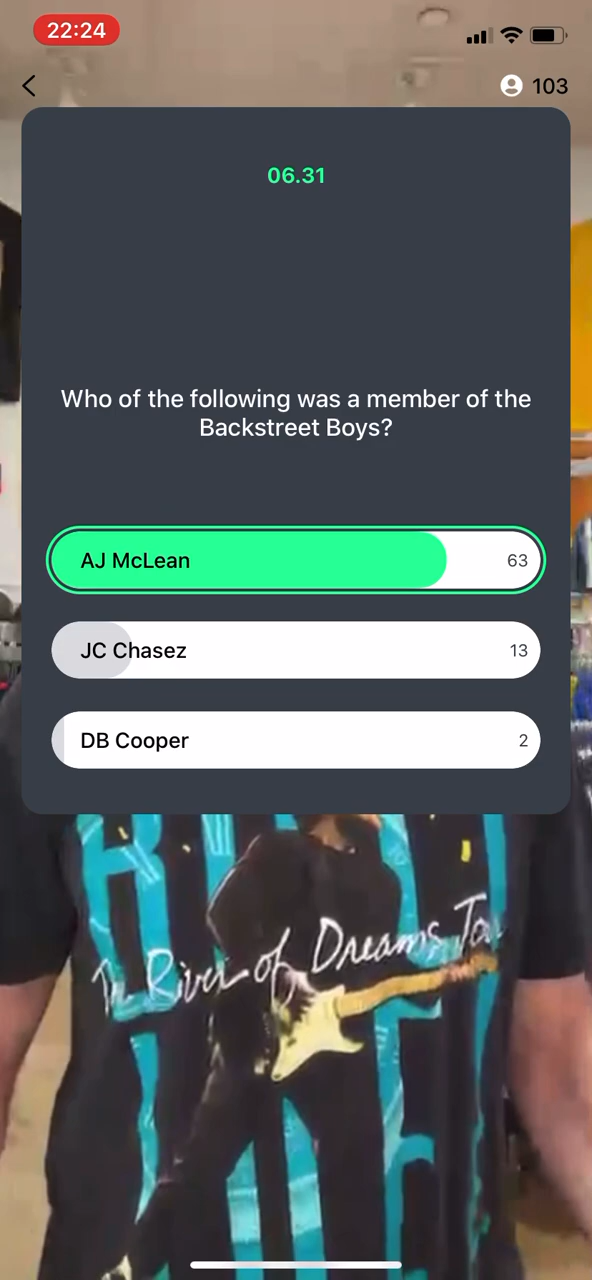 22:24
103
06.31
Who of the following was a member of the
Backstreet Boys?
AJ McLean
63
JC Chasez
13
DB Cooper
2
River of Dreams